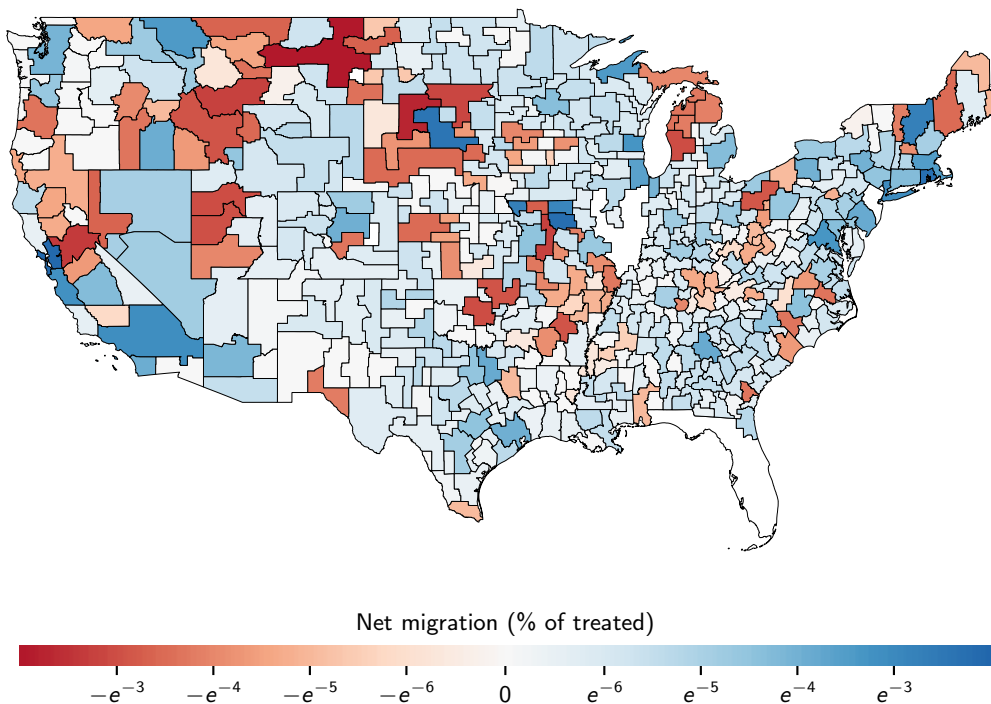 Net migration (% of treated)
−e⁻³ −e⁻⁴ −e⁻⁵ −e⁻⁶ 0 e⁻⁶ e⁻⁵ e⁻⁴ e⁻³